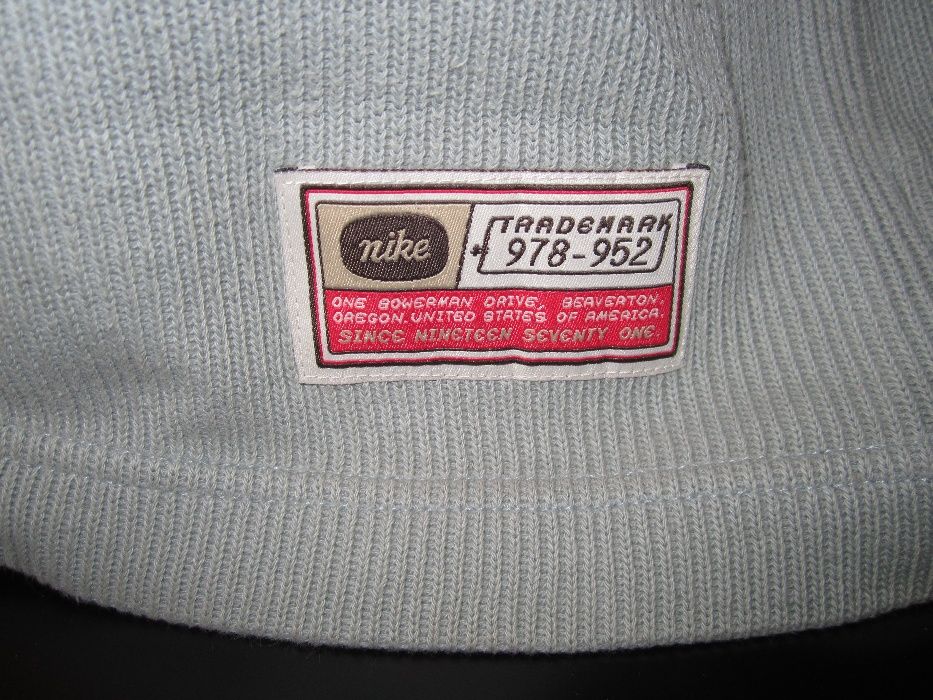 nike
TRADEMARK
978-952
ONE BOWERMAN DRIVE, BEAVERTON,
OREGON, UNITED STATES, OF AMERICA.
SINCE NINETEEN SEVENTY ONE